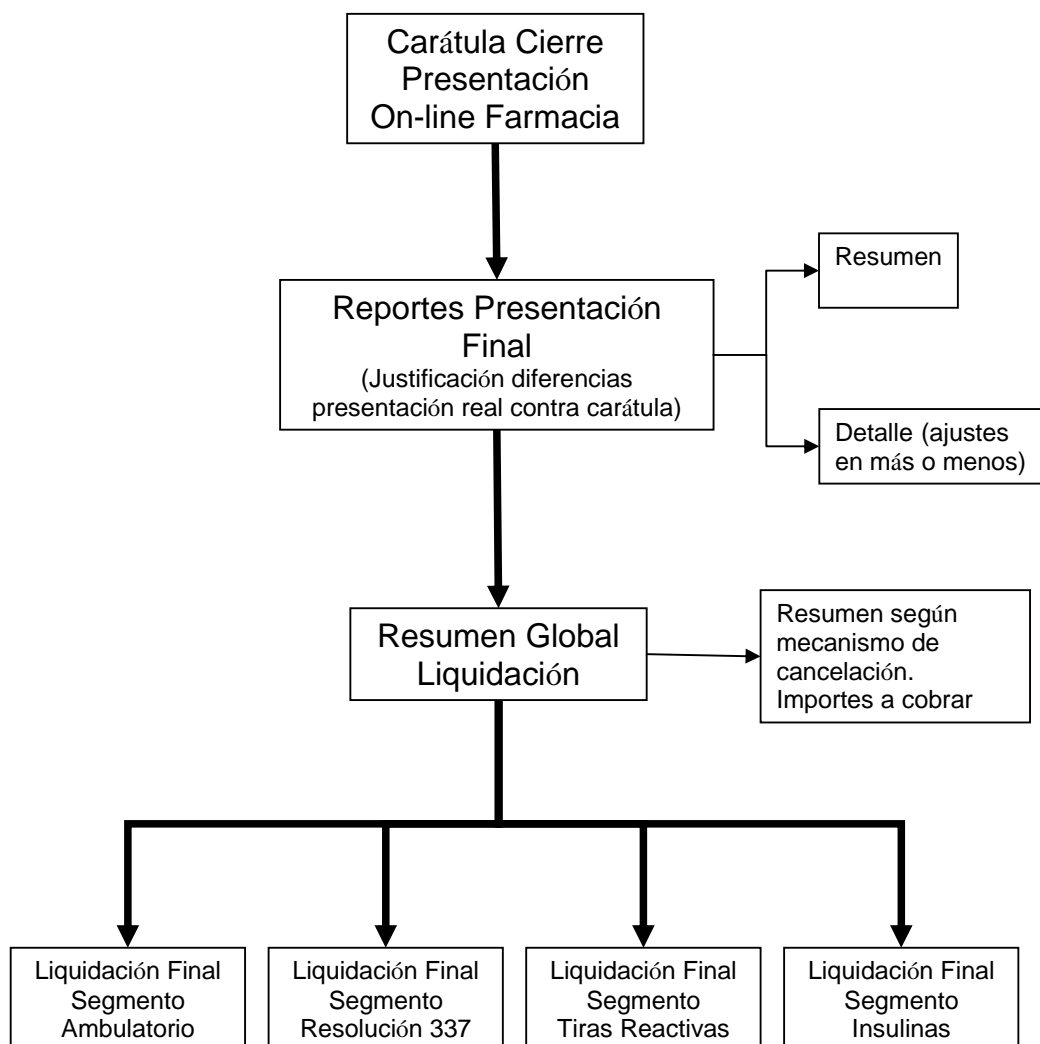 Carátula Cierre
Presentación
On-line Farmacia
Resumen
Reportes Presentación
Final
(Justificación diferencias
presentación real contra carátula)
Detalle (ajustes
en más o menos)
Resumen Global
Liquidación
Resumen según
mecanismo de
cancelación.
Importes a cobrar
Liquidación Final
Segmento
Ambulatorio
Liquidación Final
Segmento
Resolución 337
Liquidación Final
Segmento
Tiras Reactivas
Liquidación Final
Segmento
Insulinas